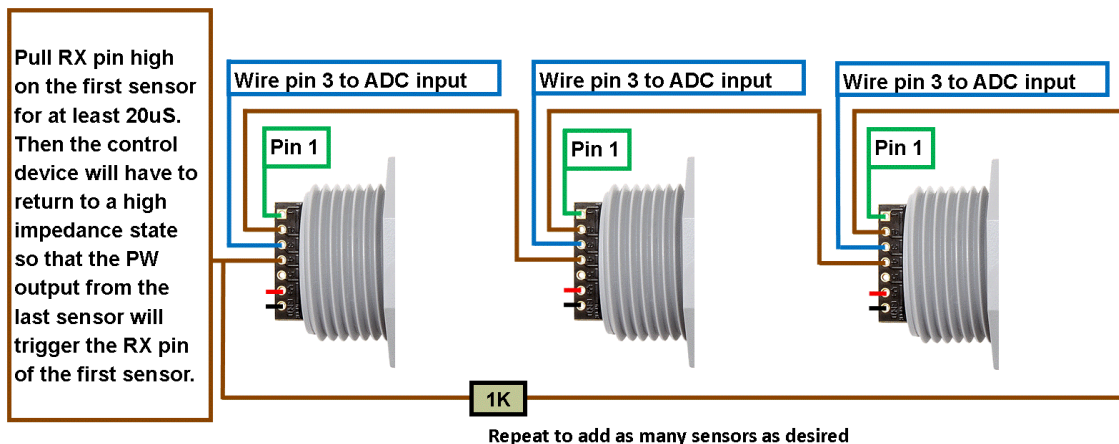 Pull RX pin high
on the first sensor
for at least 20uS.
Then the control
device will have to
return to a high
impedance state
so that the PW
output from the
last sensor will
trigger the RX pin
of the first sensor.
Wire pin 3 to ADC input
Pin 1
Wire pin 3 to ADC input
Pin 1
Wire pin 3 to ADC input
Pin 1
1K
Repeat to add as many sensors as desired